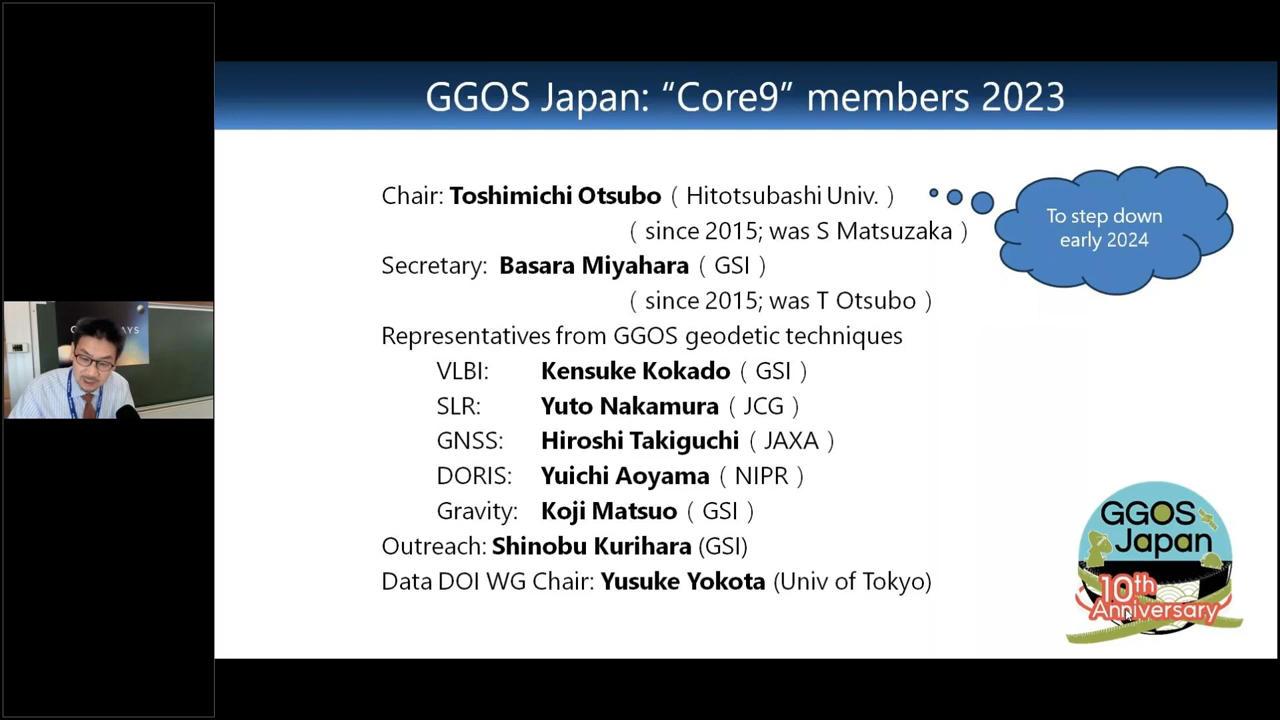 GGOS Japan: “Core9” members 2023
Chair: Toshimichi Otsubo ( Hitotsubashi Univ. )
( since 2015; was S Matsuzaka )
To step down
early 2024
Secretary: Basara Miyahara ( GSI )
( since 2015; was T Otsubo )
Representatives from GGOS geodetic techniques
VLBI: Kensuke Kokado ( GSI )
SLR: Yuto Nakamura ( JCG )
GNSS: Hiroshi Takiguchi ( JAXA )
DORIS: Yuichi Aoyama ( NIPR )
Gravity: Koji Matsuo ( GSI )
Outreach: Shinobu Kurihara (GSI)
Data DOI WG Chair: Yusuke Yokota (Univ of Tokyo)
GGOS
Japan
10th
Anniversary